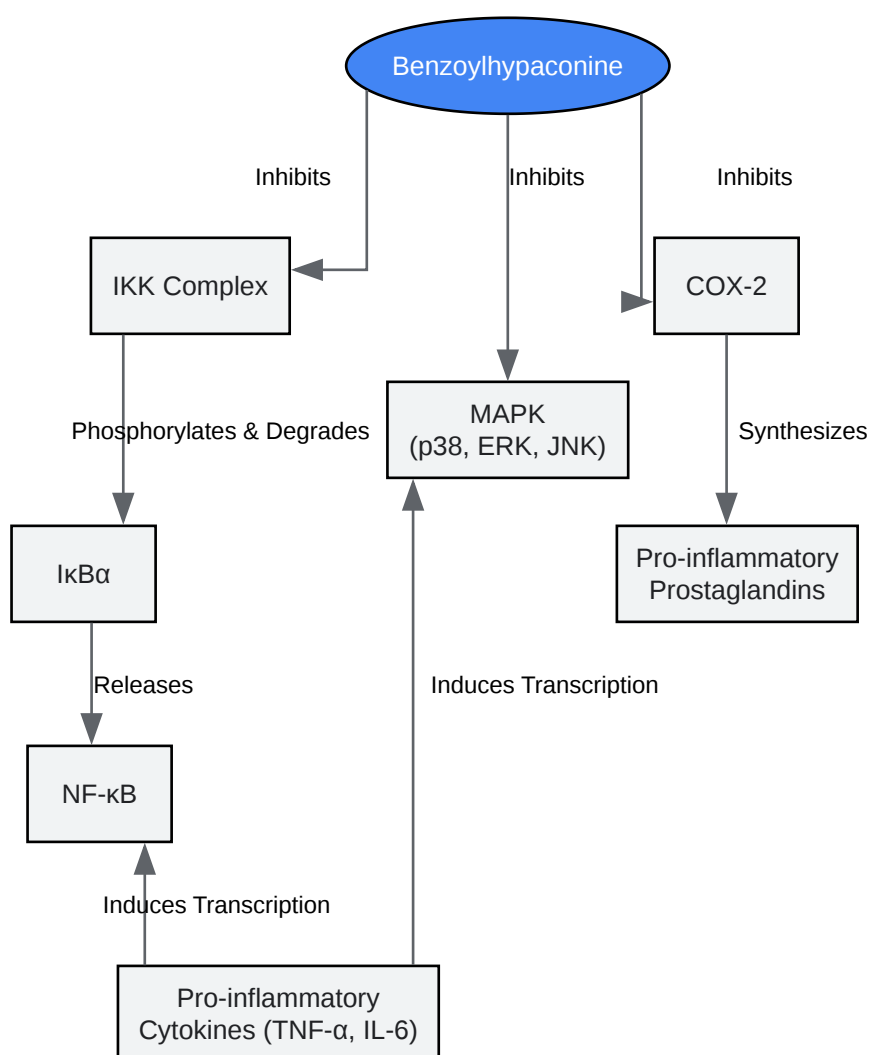 Benzoylhypaconine
Inhibits
Inhibits
Inhibits
IKK Complex
COX-2
MAPK
(p38, ERK, JNK)
Phosphorylates & Degrades
Synthesizes
IκBα
Pro-inflammatory
Prostaglandins
Releases
Induces Transcription
NF-κB
Induces Transcription
Pro-inflammatory
Cytokines (TNF-α, IL-6)